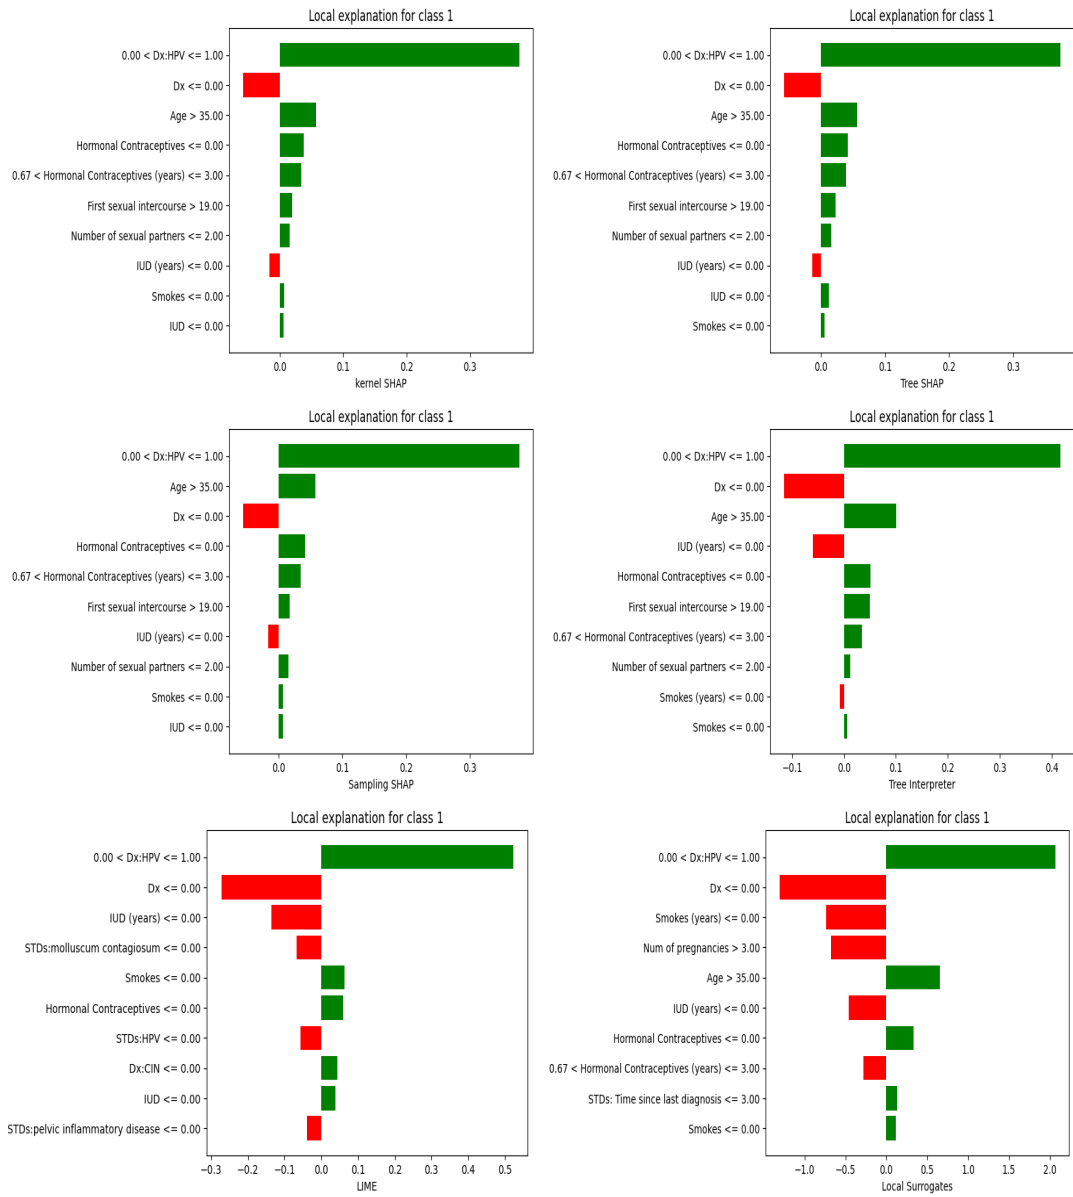 Local explanation for class 1
0.00 < Dx:HPV <= 1.00
Dx <= 0.00
Age > 35.00
Hormonal Contraceptives <= 0.00
0.67 < Hormonal Contraceptives (years) <= 3.00
First sexual intercourse > 19.00
Number of sexual partners <= 2.00
IUD (years) <= 0.00
Smokes <= 0.00
IUD <= 0.00
0.0 0.1 0.2 0.3
kernel SHAP
Local explanation for class 1
0.00 < Dx:HPV <= 1.00
Dx <= 0.00
Age > 35.00
Hormonal Contraceptives <= 0.00
0.67 < Hormonal Contraceptives (years) <= 3.00
First sexual intercourse > 19.00
Number of sexual partners <= 2.00
IUD (years) <= 0.00
IUD <= 0.00
Smokes <= 0.00
0.0 0.1 0.2 0.3
Tree SHAP
Local explanation for class 1
0.00 < Dx:HPV <= 1.00
Age > 35.00
Dx <= 0.00
Hormonal Contraceptives <= 0.00
0.67 < Hormonal Contraceptives (years) <= 3.00
First sexual intercourse > 19.00
IUD (years) <= 0.00
Number of sexual partners <= 2.00
Smokes <= 0.00
IUD <= 0.00
0.0 0.1 0.2 0.3
Sampling SHAP
Local explanation for class 1
0.00 < Dx:HPV <= 1.00
Dx <= 0.00
Age > 35.00
IUD (years) <= 0.00
Hormonal Contraceptives <= 0.00
First sexual intercourse > 19.00
0.67 < Hormonal Contraceptives (years) <= 3.00
Number of sexual partners <= 2.00
Smokes (years) <= 0.00
Smokes <= 0.00
−0.1 0.0 0.1 0.2 0.3 0.4
Tree Interpreter
Local explanation for class 1
0.00 < Dx:HPV <= 1.00
Dx <= 0.00
IUD (years) <= 0.00
STDs:molluscum contagiosum <= 0.00
Smokes <= 0.00
Hormonal Contraceptives <= 0.00
STDs:HPV <= 0.00
Dx:CIN <= 0.00
IUD <= 0.00
STDs:pelvic inflammatory disease <= 0.00
−0.3 −0.2 −0.1 0.0 0.1 0.2 0.3 0.4 0.5
LIME
Local explanation for class 1
0.00 < Dx:HPV <= 1.00
Dx <= 0.00
Smokes (years) <= 0.00
Num of pregnancies > 3.00
Age > 35.00
IUD (years) <= 0.00
Hormonal Contraceptives <= 0.00
0.67 < Hormonal Contraceptives (years) <= 3.00
STDs: Time since last diagnosis <= 3.00
Smokes <= 0.00
−1.0 −0.5 0.0 0.5 1.0 1.5 2.0
Local Surrogates